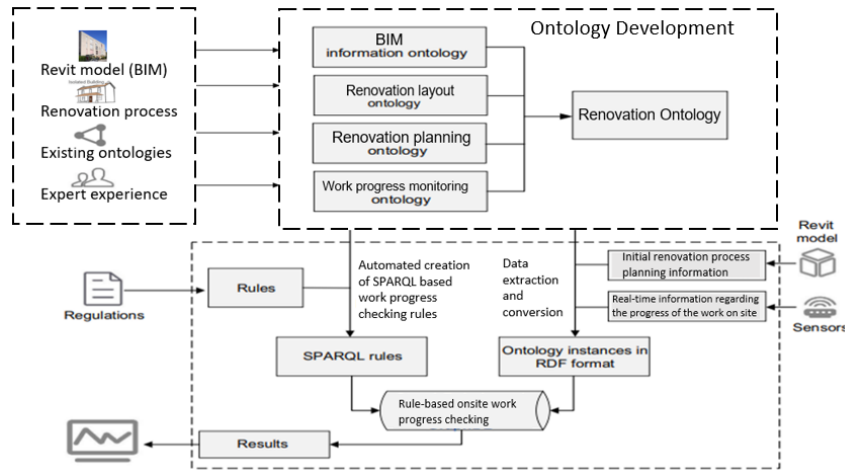 Ontology Development
Revit model (BIM)
Renovation process
Existing ontologies
Expert experience
BIM
information ontology
Renovation layout
ontology
Renovation planning
ontology
Work progress monitoring
ontology
Renovation Ontology
Regulations
Rules
Automated creation
of SPARQL based
work progress
checking rules
Data
extraction
and
conversion
Initial renovation process
planning information
Real-time information regarding
the progress of the work on site
Revit
model
Sensors
SPARQL rules
Ontology instances in
RDF format
Rule-based onsite work
progress checking
Results